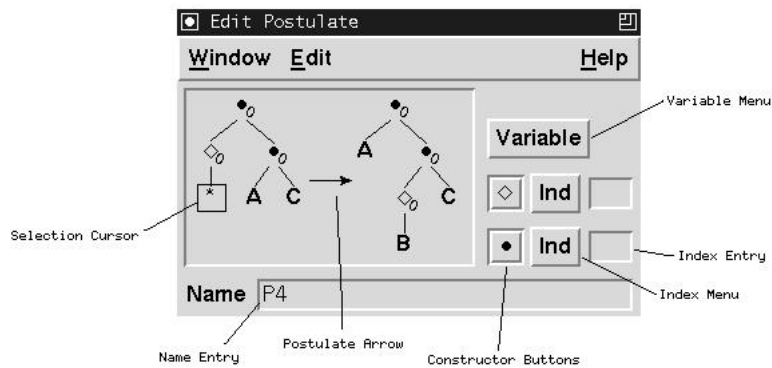 Edit Postulate
Window Edit Help
Variable Menu
0 0
Variable
0 0 A 0
* A C 0 C Ind
Selection Cursor
B Ind Index Entry
Index Menu
Name P4
Postulate Arrow
Name Entry Constructor Buttons